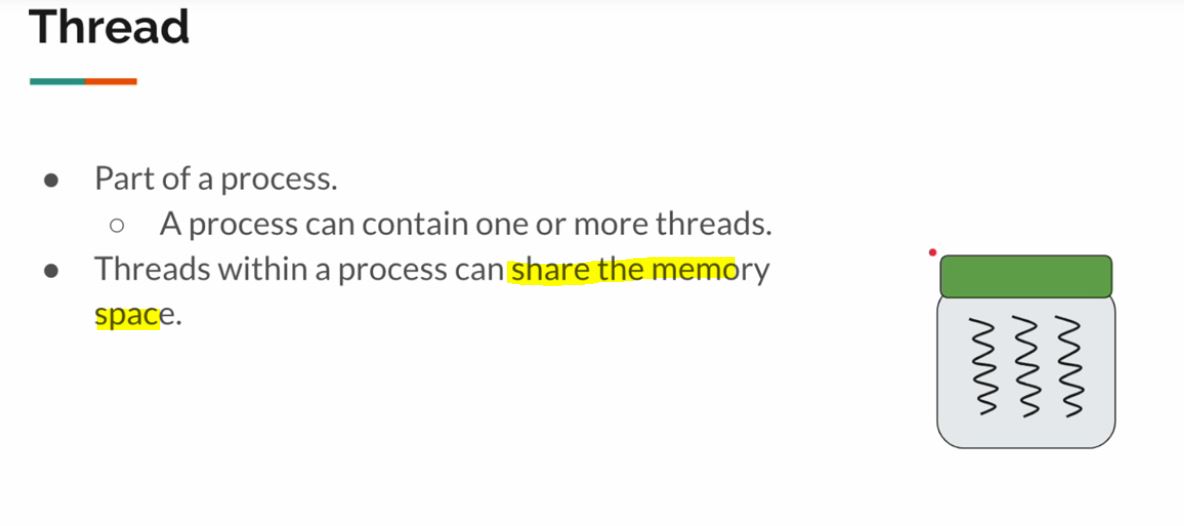 Thread
● Part of a process.
○ A process can contain one or more threads.
● Threads within a process can share the memory
space.